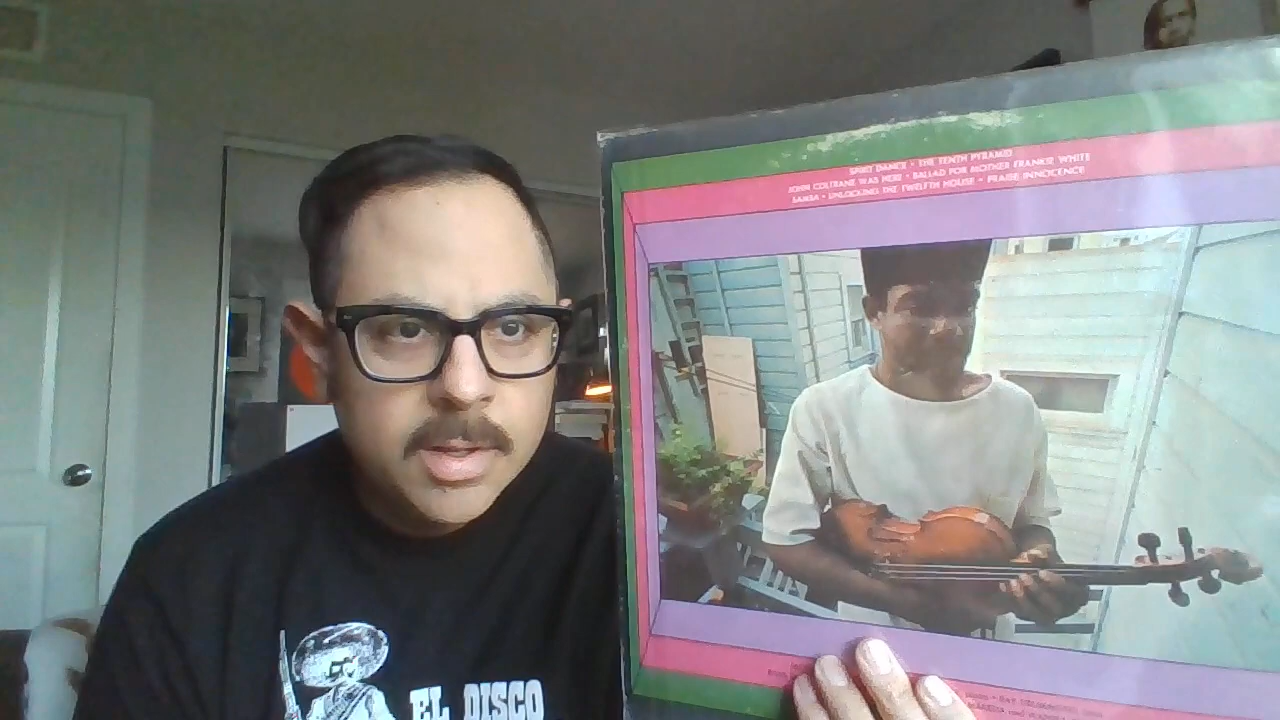 SPIRIT DANCE • THE TENTH PYRAMID
JOHN COLTRANE WAS HERE • BALLAD FOR MOTHER FRANKIE WHITE
SAMBA • UNLOCKING THE TWELFTH HOUSE • PRAISE INNOCENCE
EL DISCO